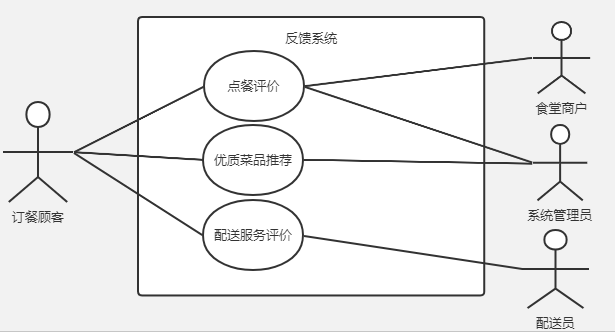 反馈系统
点餐评价
食堂商户
优质菜品推荐
订餐顾客
系统管理员
配送服务评价
配送员